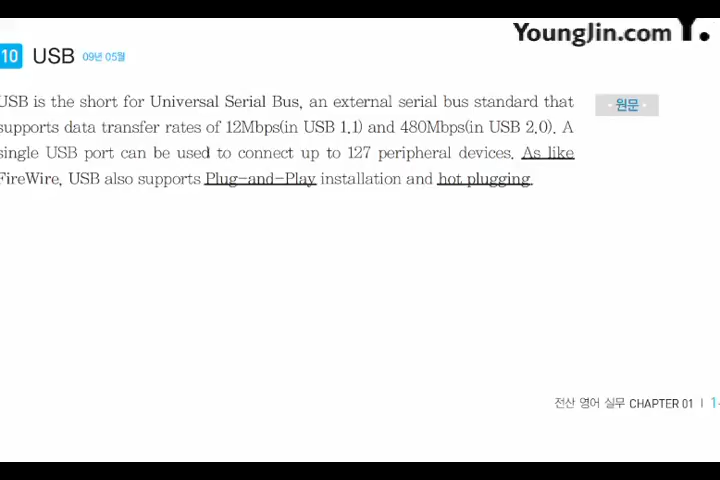 YoungJin.com Y.
10 USB 09년 05월
USB is the short for Universal Serial Bus, an external serial bus standard that
supports data transfer rates of 12Mbps(in USB 1.1) and 480Mbps(in USB 2.0). A
single USB port can be used to connect up to 127 peripheral devices. As like
FireWire, USB also supports Plug-and-Play installation and hot plugging.
원문
전산 영어 실무 CHAPTER 01 | 1-